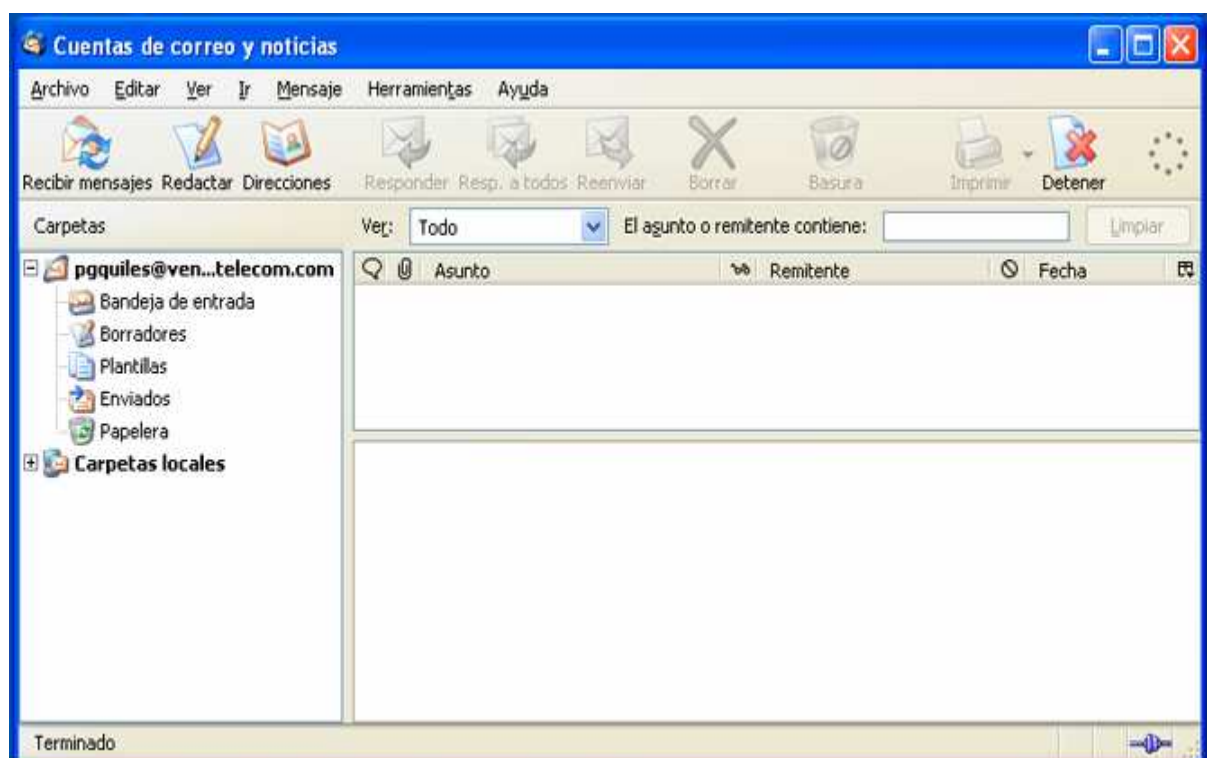 Cuentas de correo y noticias
Archivo Editar Ver Ir Mensaje Herramientas Ayuda
Recibir mensajes Redactar Direcciones Responder Resp. a todos Reenviar Borrar Basura Imprimir Detener
Carpetas Ver: Todo El asunto o remitente contiene: Limpiar
pgquiles@ven...telecom.com Asunto Remitente Fecha
Bandeja de entrada
Borradores
Plantillas
Enviados
Papelera
Carpetas locales
Terminado